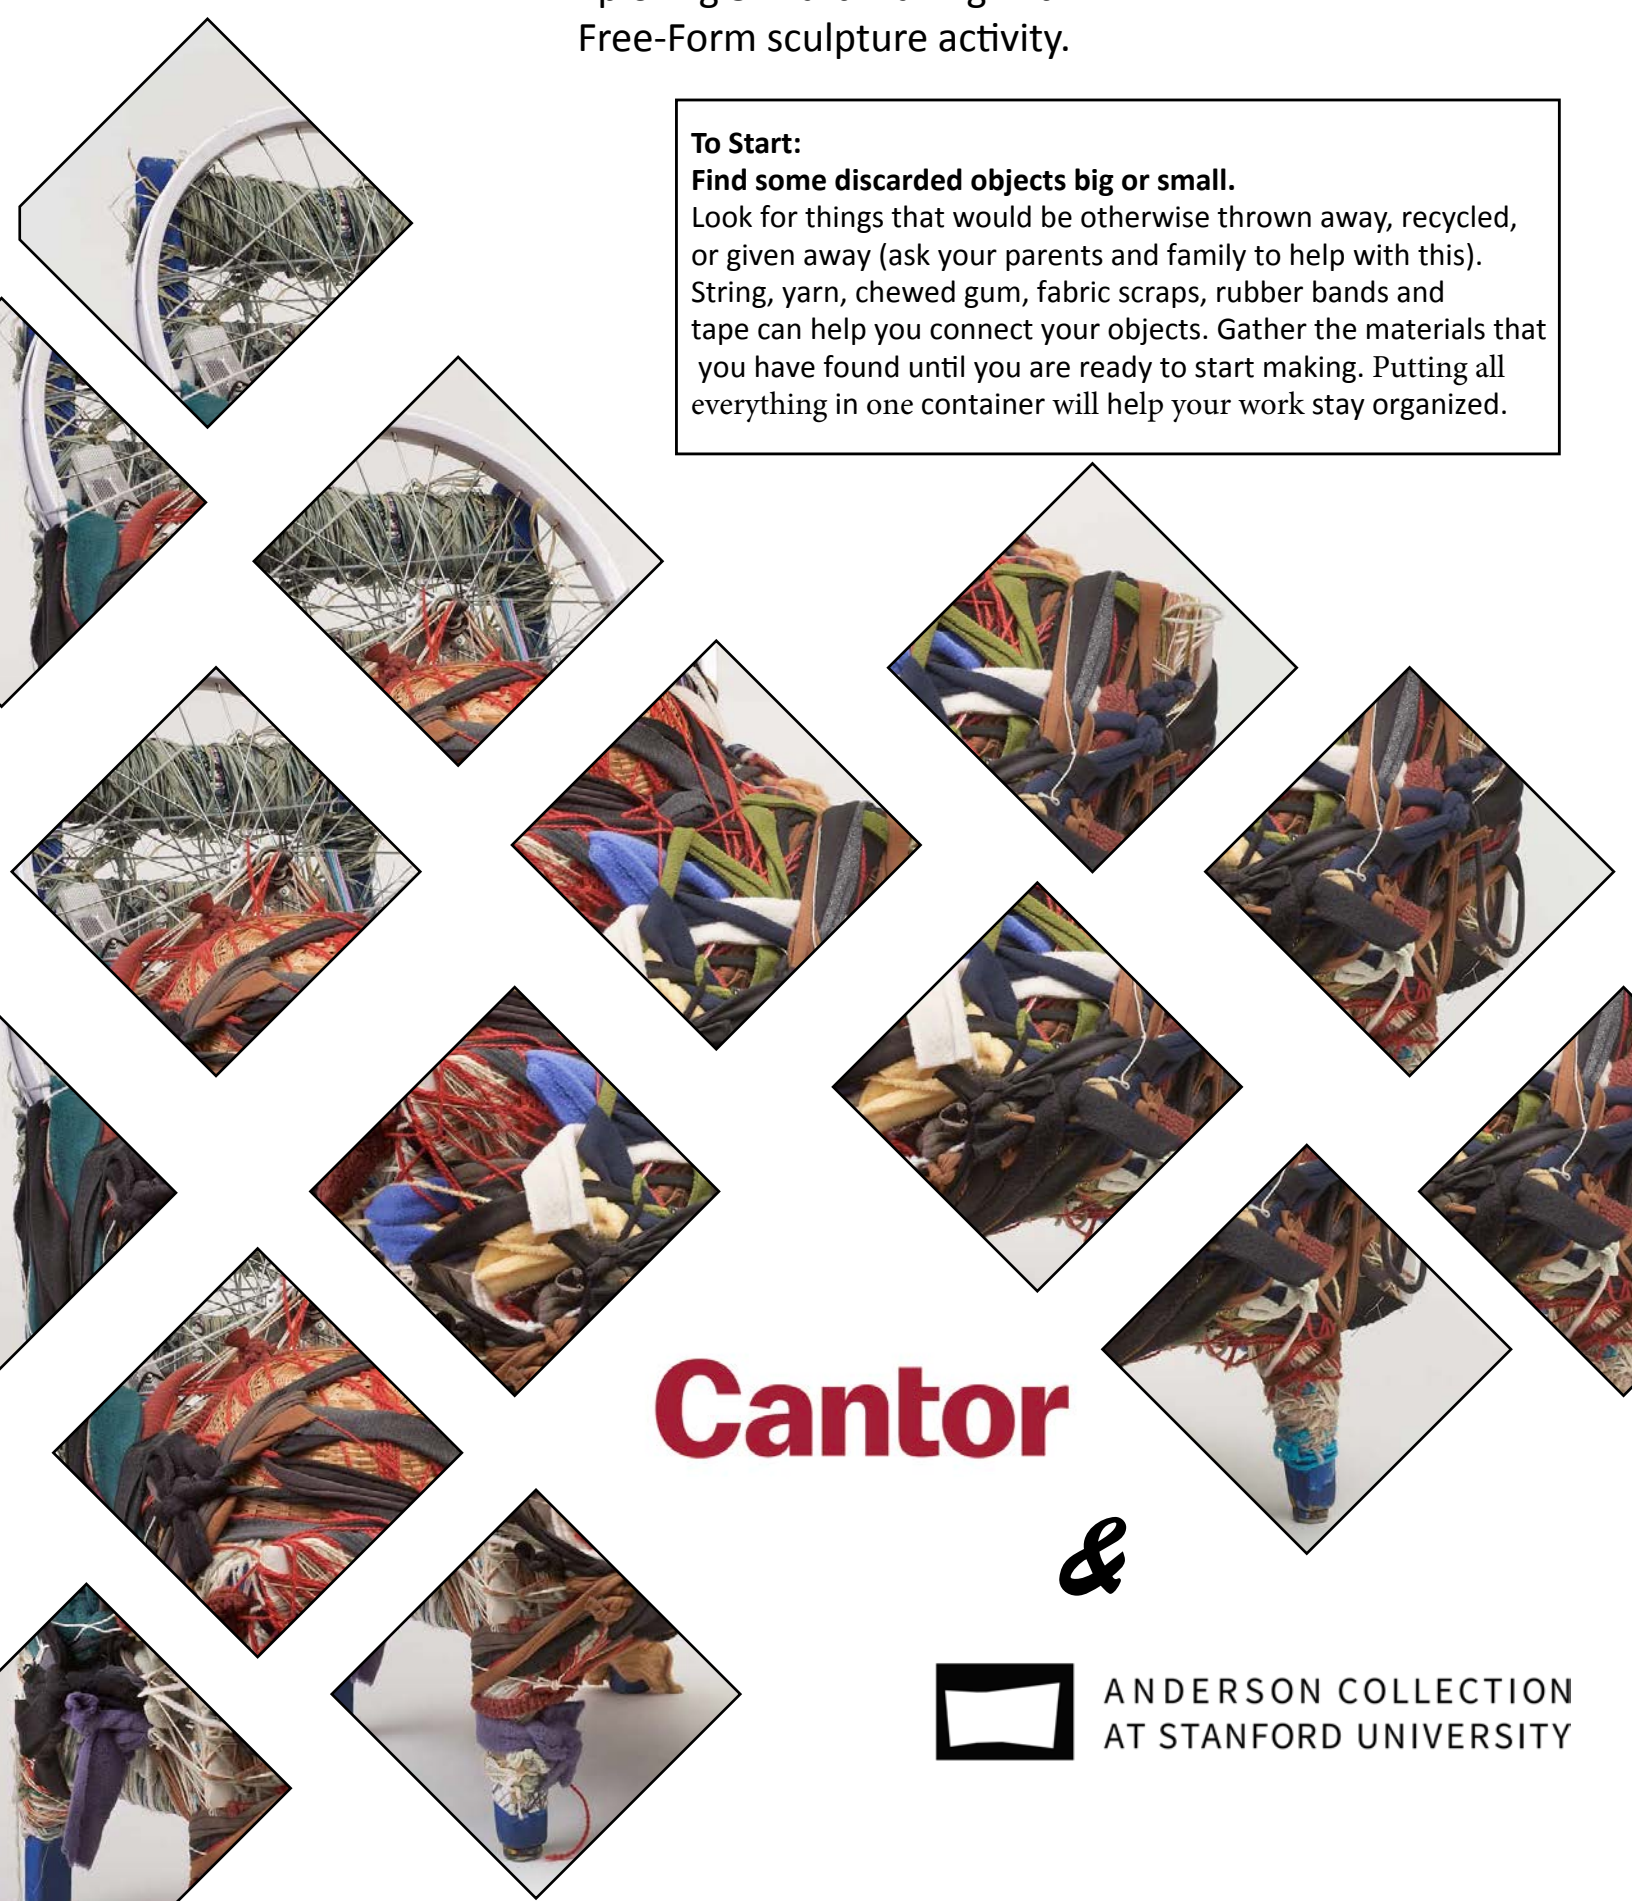 Free-Form sculpture activity.
To Start:
Find some discarded objects big or small.
Look for things that would be otherwise thrown away, recycled,
or given away (ask your parents and family to help with this).
String, yarn, chewed gum, fabric scraps, rubber bands and
tape can help you connect your objects. Gather the materials that
you have found until you are ready to start making. Putting all
everything in one container will help your work stay organized.
Cantor
&
ANDERSON COLLECTION
AT STANFORD UNIVERSITY